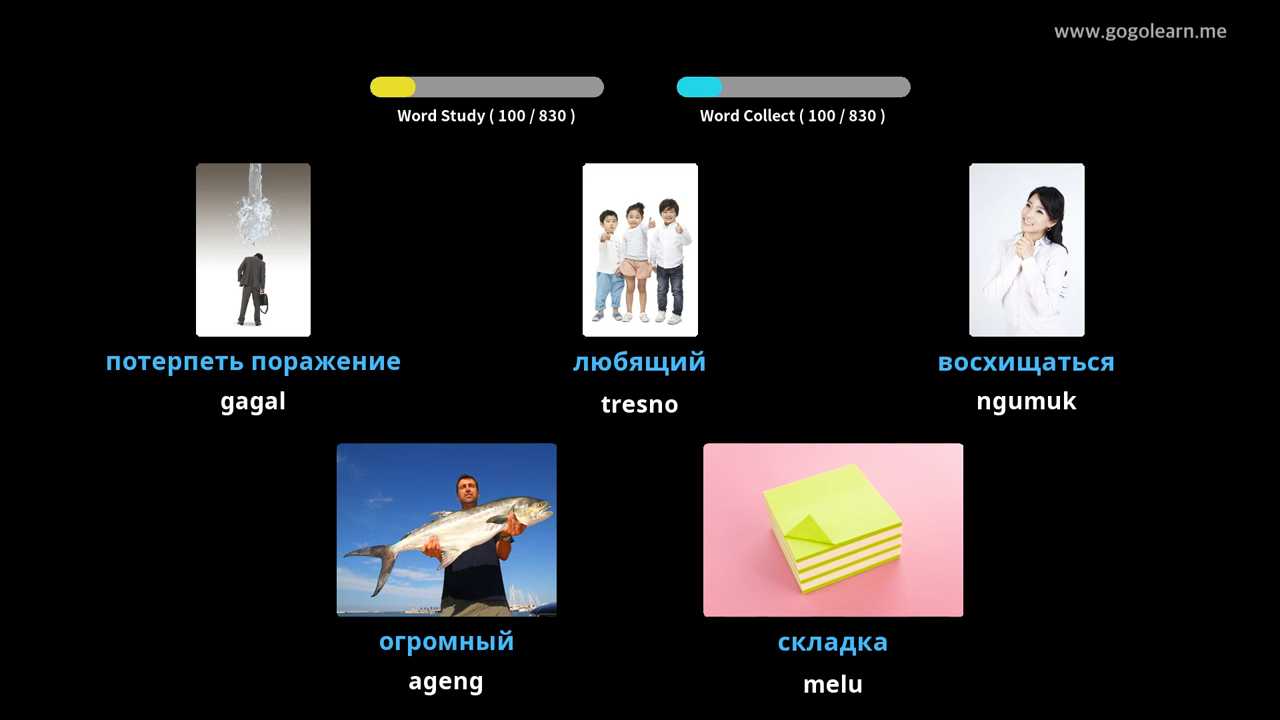 www.gogolearn.me
Word Study ( 100 / 830 )
Word Collect ( 100 / 830 )
потерпеть поражение
gagal
любящий
tresno
восхищаться
ngumuk
огромный
ageng
складка
melu